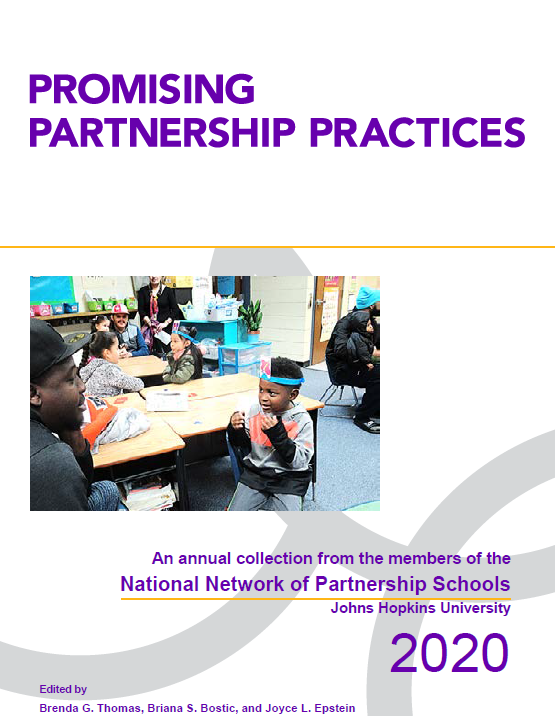 PROMISING
PARTNERSHIP PRACTICES
An annual collection from the members of the
National Network of Partnership Schools
Johns Hopkins University
2020
Edited by
Brenda G. Thomas, Briana S. Bostic, and Joyce L. Epstein